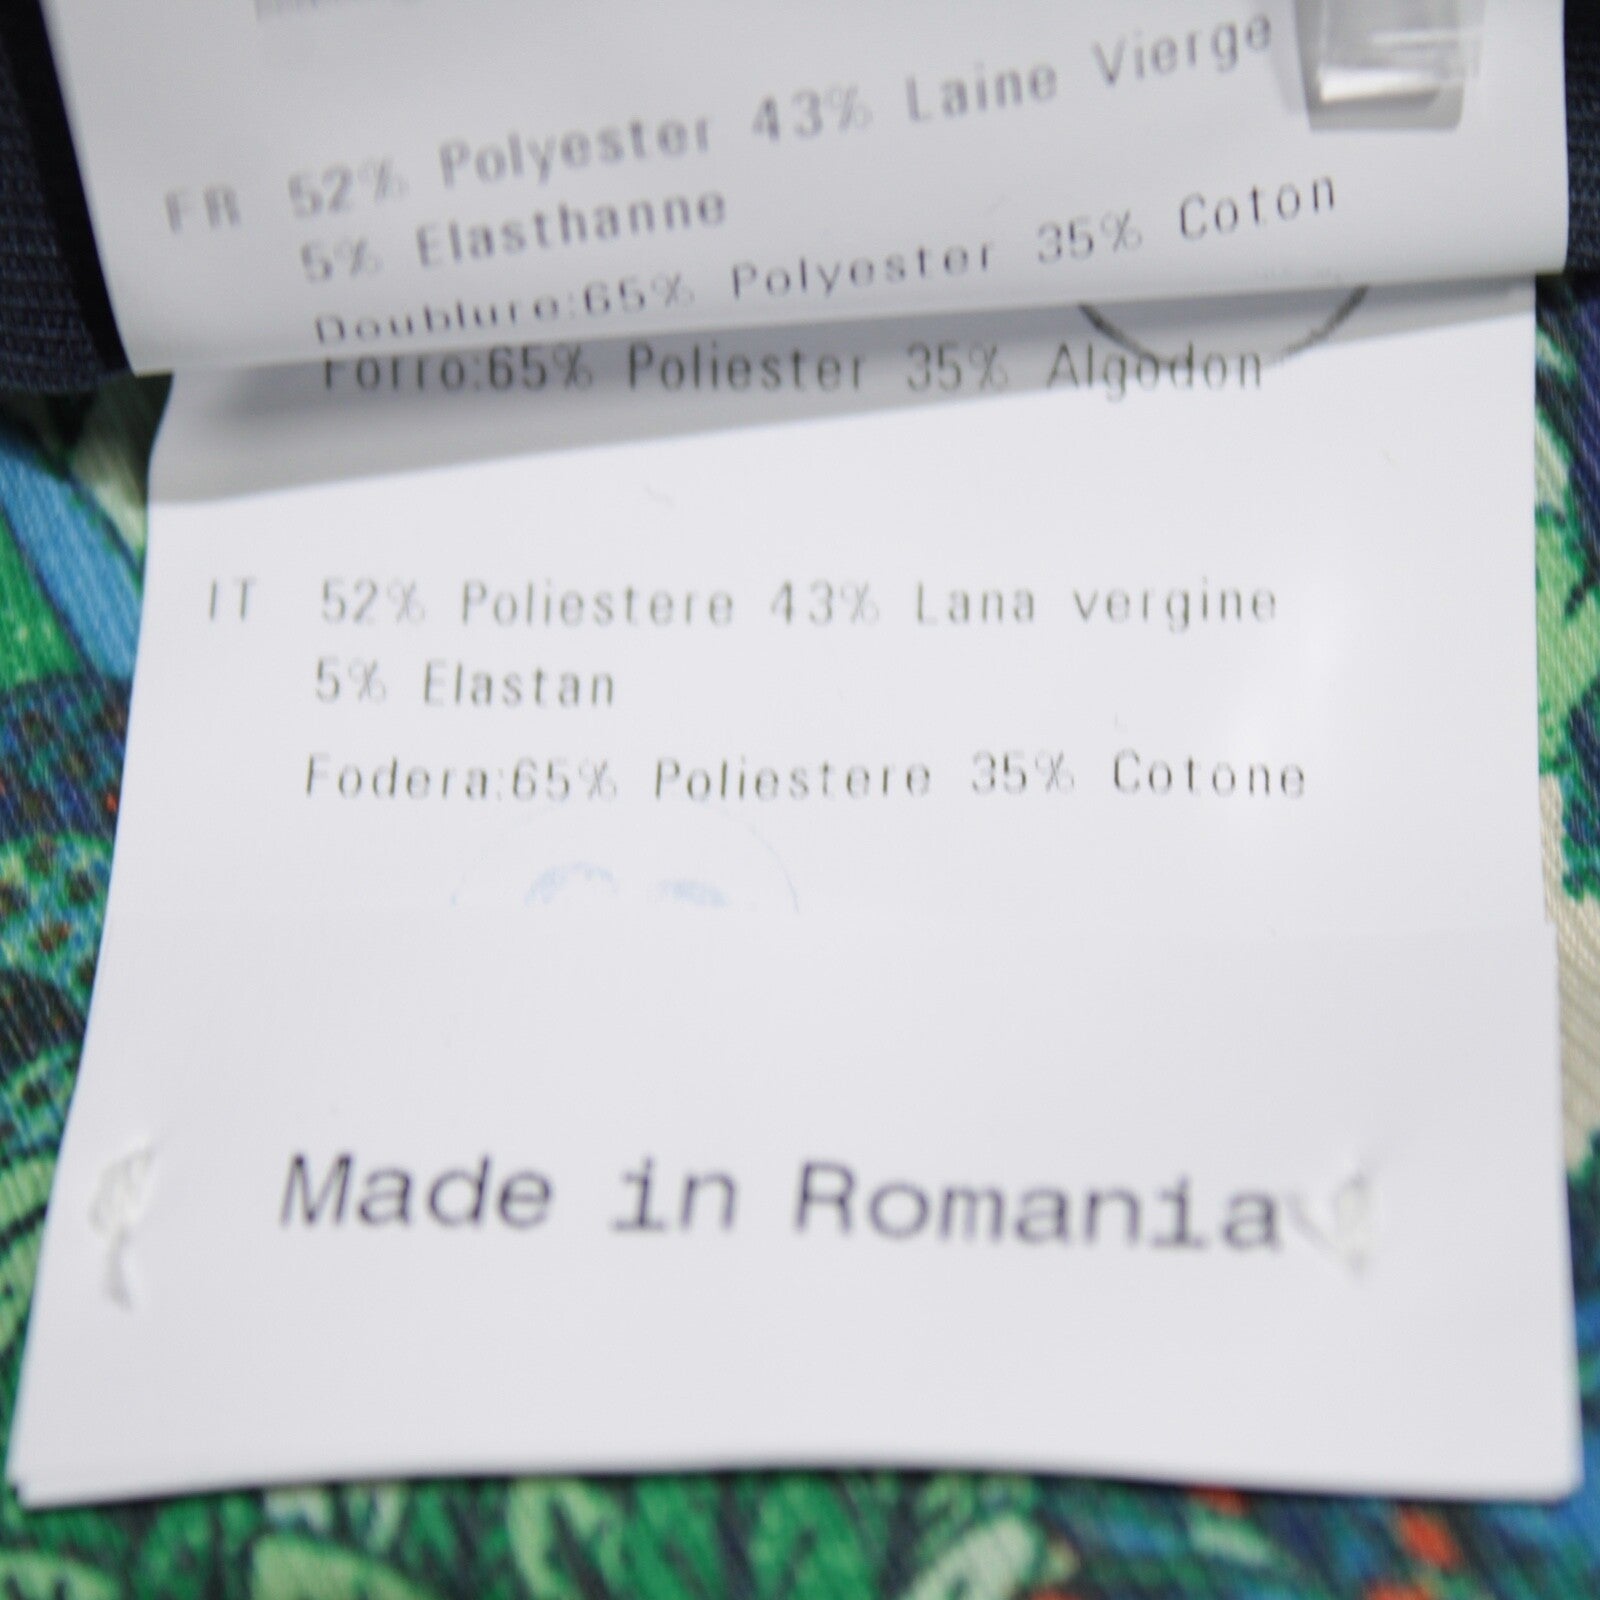 FR 52% Polyester 43% Laine Vierge
5% Elasthanne
Doublure:65% Polyester 35% Coton
Forro:65% Poliester 35% Algodon
IT 52% Poliestere 43% Lana vergine
5% Elastan
Fodera:65% Poliestere 35% Cotone
Made in Romania